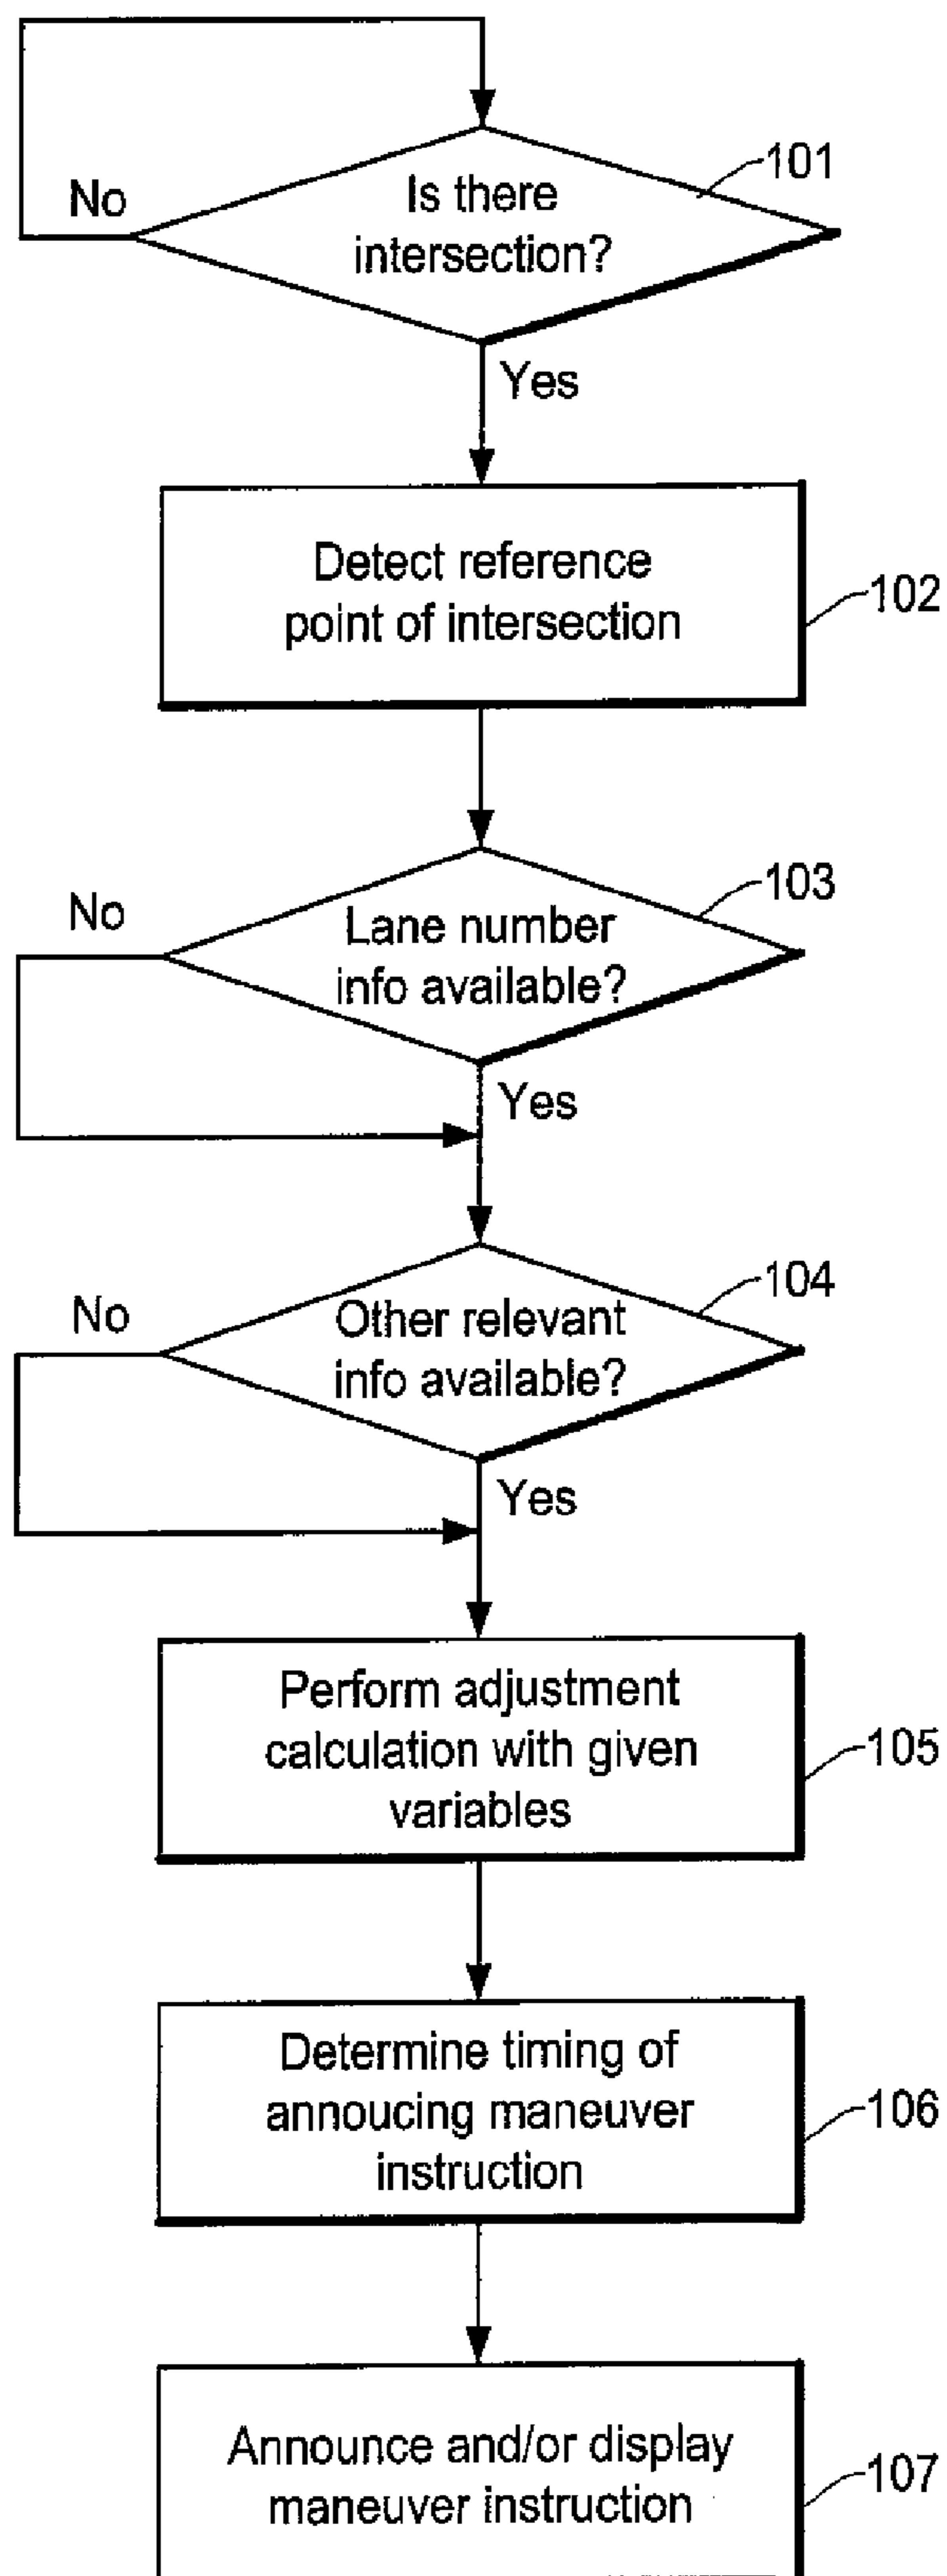 101
Is there
intersection?
No
Yes
Detect reference
point of intersection
102
103
No
Lane number
info available?
Yes
104
No
Other relevant
info available?
Yes
Perform adjustment
calculation with given
variables
105
Determine timing of
annoucing maneuver
instruction
106
Announce and/or display
maneuver instruction
107